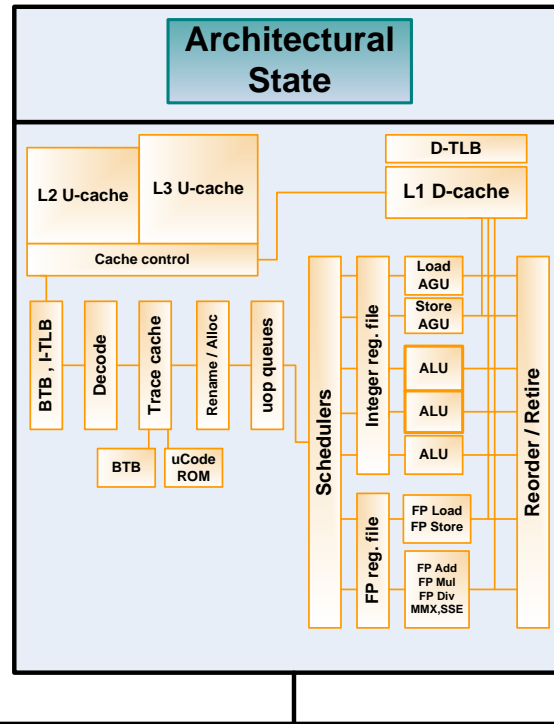 Architectural
State
D-TLB
L2 U-cache
L3 U-cache
L1 D-cache
Cache control
BTB , I-TLB
Decode
Trace cache
Rename / Alloc
uop queues
BTB
uCode
ROM
Schedulers
Integer reg. file
FP reg. file
Load
AGU
Store
AGU
ALU
ALU
ALU
FP Load
FP Store
FP Add
FP Mul
FP Div
MMX,SSE
Reorder / Retire